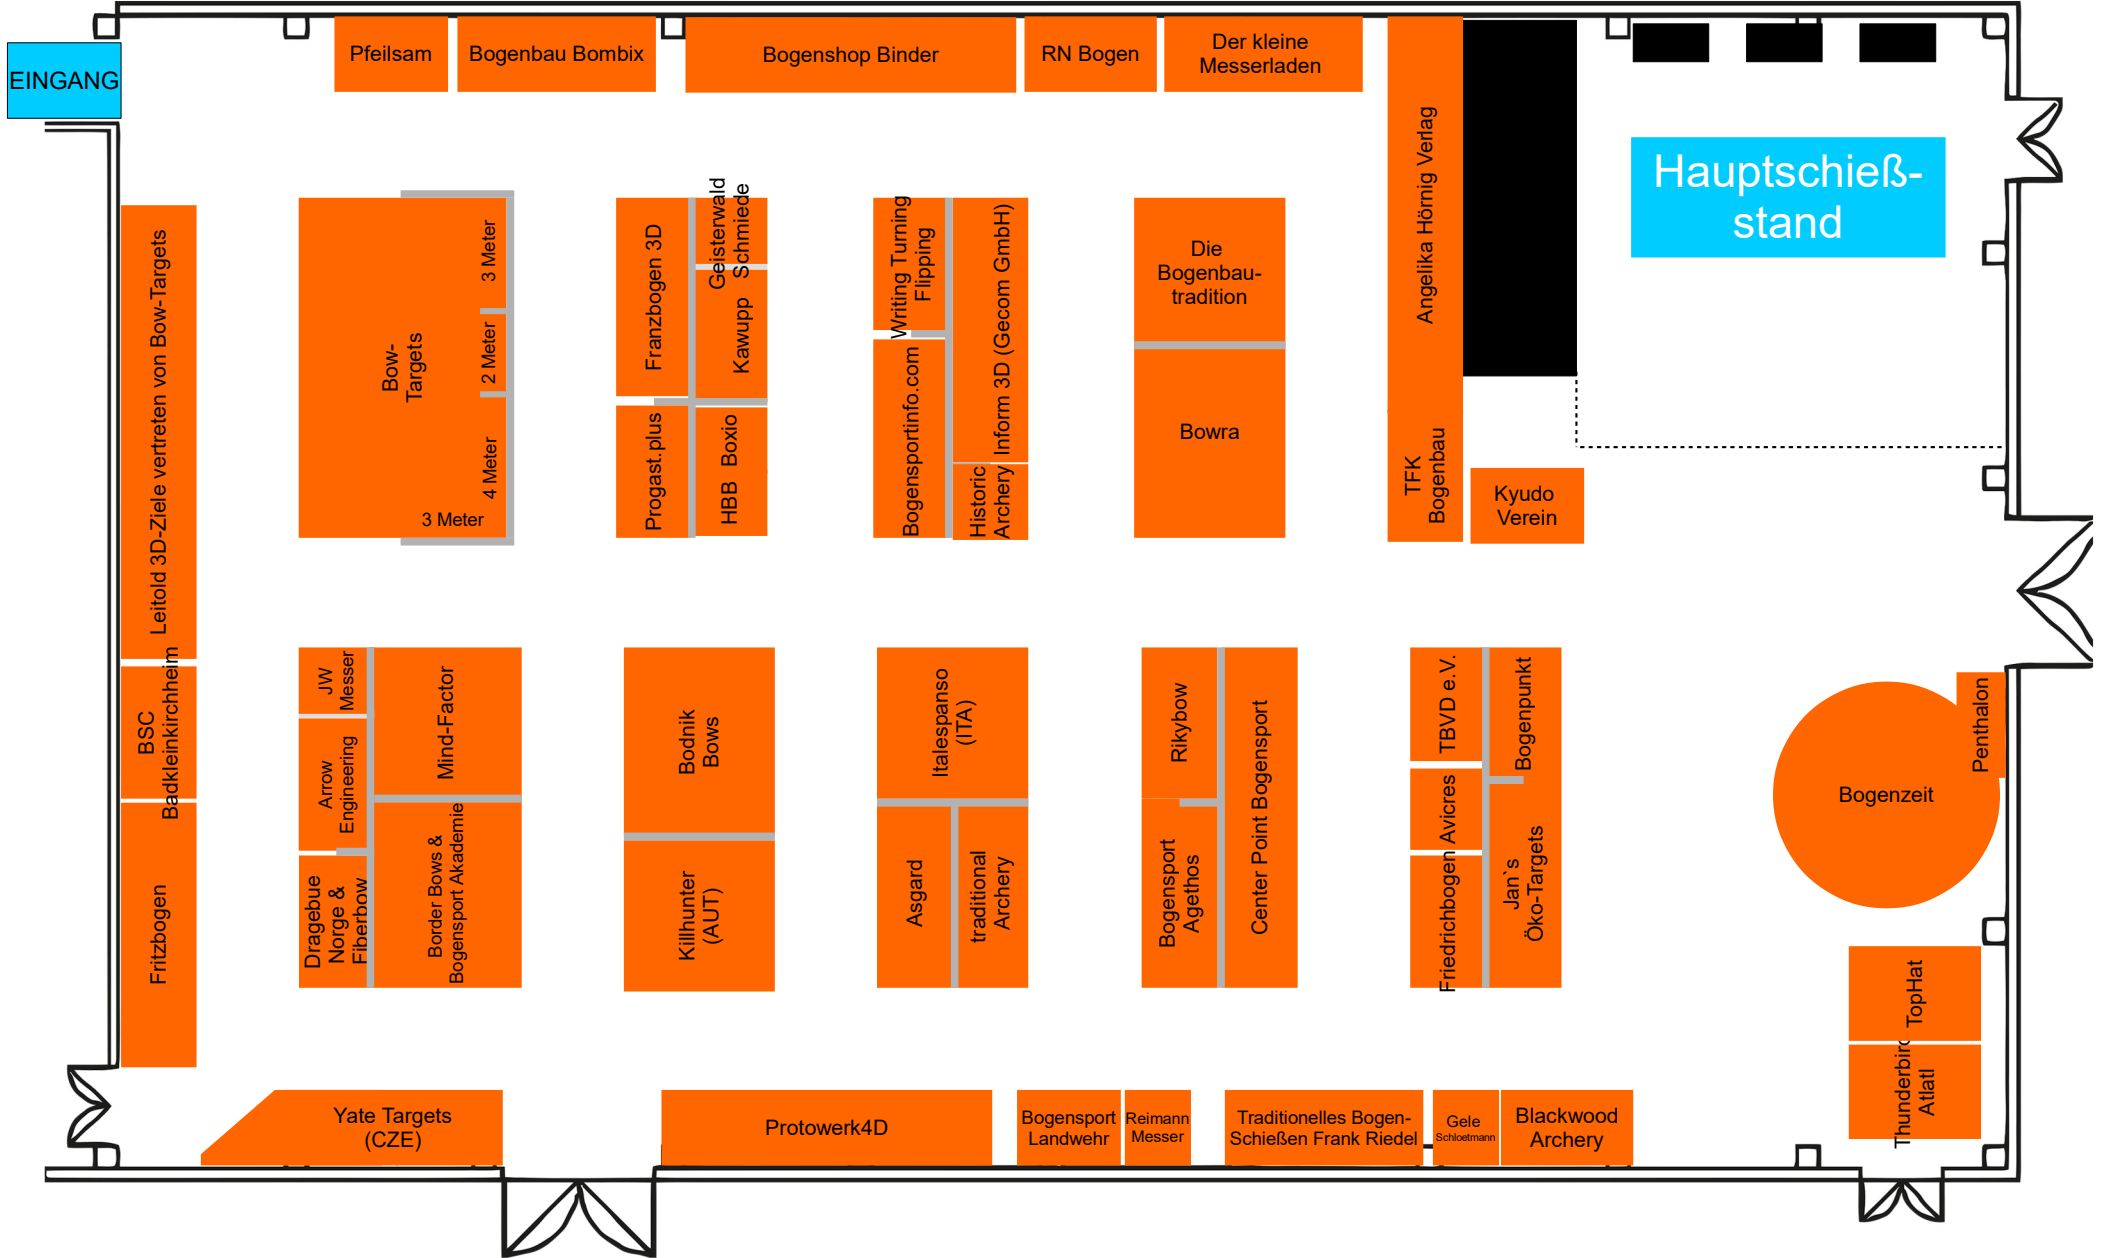 EINGANG
Pfeilsam
Bogenbau Bombix
Bogenshop Binder
RN Bogen
Der kleine
Messerladen
Angelika Hörnig Verlag
TFK
Bogenbau
Hauptschieß-
stand
Kyudo
Verein
Leitold 3D-Ziele vertreten von Bow-Targets
BSC
Badkleinkirchheim
Fritzbogen
Bow-
Targets
3 Meter
2 Meter
4 Meter
3 Meter
Franzbogen 3D
Geisterwald
Schmiede
Kawupp
Progast.plus
HBB Boxio
Writing Turning
Flipping
Bogensportinfo.com
Inform 3D (Gecom GmbH)
Historic
Archery
Die
Bogenbau-
tradition
Bowra
JW
Messer
Arrow
Engineering
Dragebue
Norge &
Fiberbow
Mind-Factor
Border Bows &
Bogensport Akademie
Bodnik
Bows
Killhunter
(AUT)
Italespanso
(ITA)
Asgard
traditional
Archery
Rikybow
Bogensport
Agethos
Center Point Bogensport
TBVD e.V.
Avicres
Friedrichbogen
Bogenpunkt
Jan`s
Öko-Targets
Penthalon
Bogenzeit
TopHat
Thunderbird
Atlatl
Yate Targets
(CZE)
Protowerk4D
Bogensport
Landwehr
Reimann
Messer
Traditionelles Bogen-
Schießen Frank Riedel
Gele
Schloetmann
Blackwood
Archery